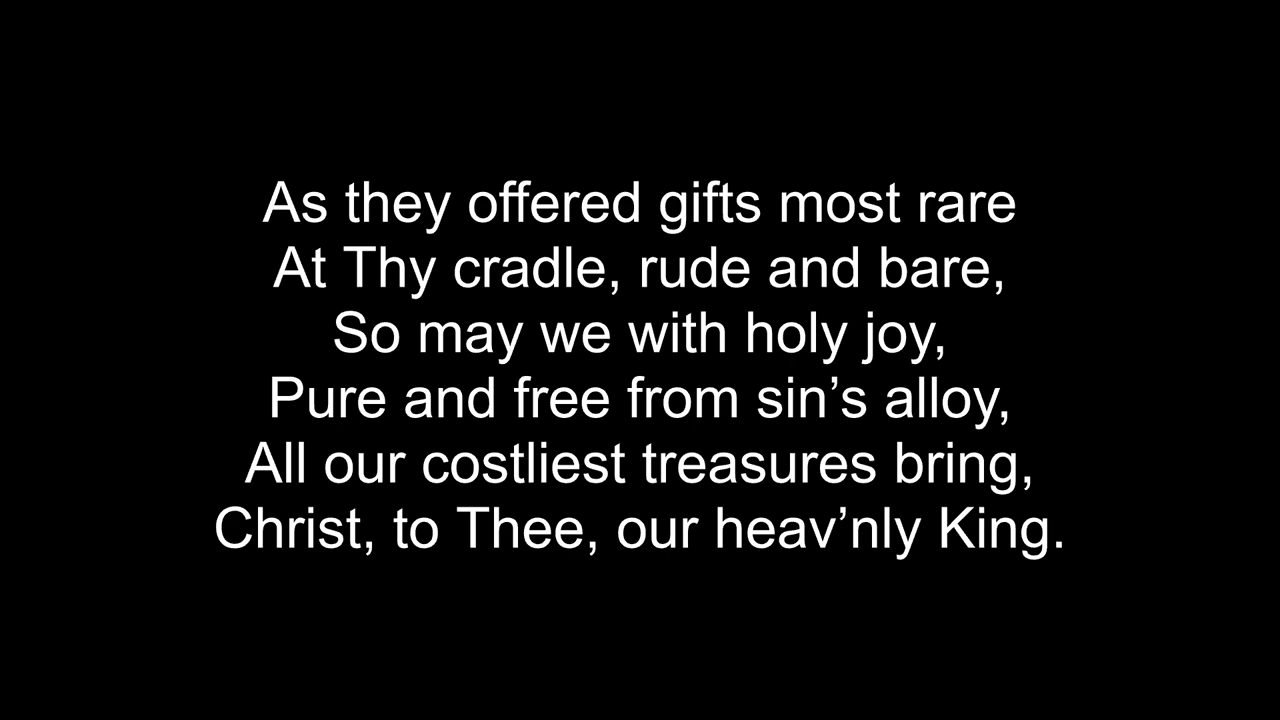 As they offered gifts most rare
At Thy cradle, rude and bare,
So may we with holy joy,
Pure and free from sin’s alloy,
All our costliest treasures bring,
Christ, to Thee, our heav’nly King.